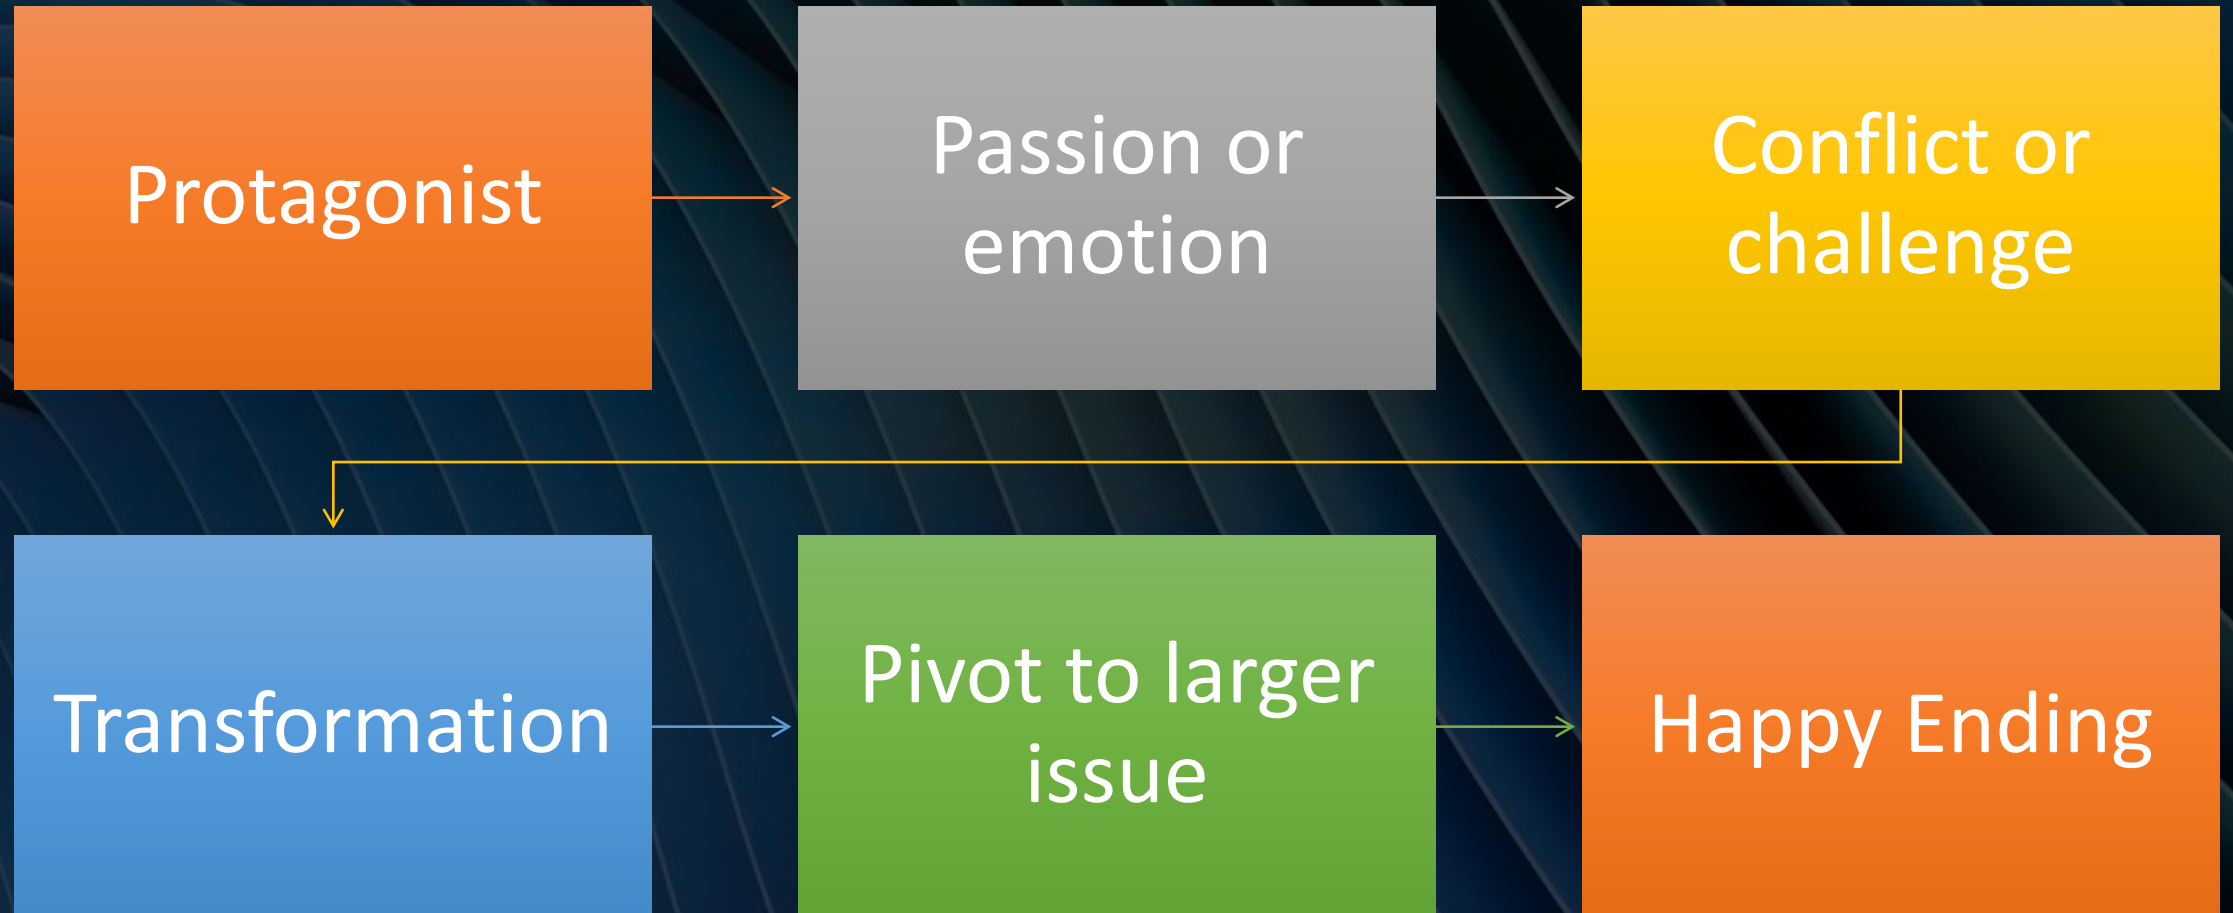 Protagonist
Passion or
emotion
Conflict or
challenge
Transformation
Pivot to larger
issue
Happy Ending